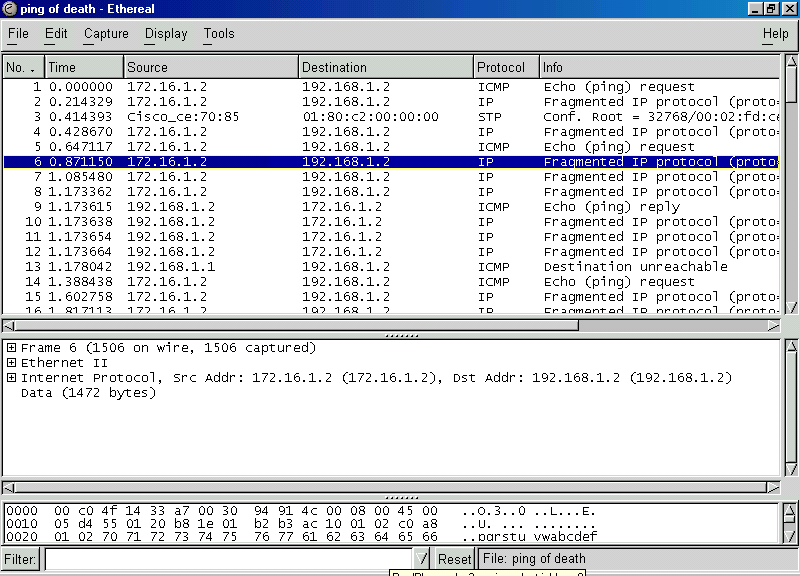 ping of death - Ethereal
File Edit Capture Display Tools Help
No. . Time Source Destination Protocol Info
1 0.000000 172.16.1.2 192.168.1.2 ICMP Echo (ping) request
2 0.214329 172.16.1.2 192.168.1.2 IP Fragmented IP protocol (proto=
3 0.414393 Cisco_ce:70:85 01:80:c2:00:00:00 STP Conf. Root = 32768/00:02:fd:ce
4 0.428670 172.16.1.2 192.168.1.2 IP Fragmented IP protocol (proto=
5 0.647117 172.16.1.2 192.168.1.2 ICMP Echo (ping) request
6 0.871150 172.16.1.2 192.168.1.2 IP Fragmented IP protocol (proto=
7 1.085480 172.16.1.2 192.168.1.2 IP Fragmented IP protocol (proto=
8 1.173362 172.16.1.2 192.168.1.2 IP Fragmented IP protocol (proto=
9 1.173615 192.168.1.2 172.16.1.2 ICMP Echo (ping) reply
10 1.173638 192.168.1.2 172.16.1.2 IP Fragmented IP protocol (proto=
11 1.173654 192.168.1.2 172.16.1.2 IP Fragmented IP protocol (proto=
12 1.173664 192.168.1.2 172.16.1.2 IP Fragmented IP protocol (proto=
13 1.178042 192.168.1.1 192.168.1.2 ICMP Destination unreachable
14 1.388438 172.16.1.2 192.168.1.2 ICMP Echo (ping) request
15 1.602758 172.16.1.2 192.168.1.2 IP Fragmented IP protocol (proto=
16 1.817113 172.16.1.2 192.168.1.2 IP Fragmented IP protocol (proto=
Frame 6 (1506 on wire, 1506 captured)
Ethernet II
Internet Protocol, Src Addr: 172.16.1.2 (172.16.1.2), Dst Addr: 192.168.1.2 (192.168.1.2)
Data (1472 bytes)
0000 00 c0 4f 14 33 a7 00 30 94 91 4c 00 08 00 45 00 ..O.3..0 ..L...E.
0010 05 d4 55 01 20 b8 1e 01 b2 b3 ac 10 01 02 c0 a8 ..U. ... ........
0020 01 02 70 71 72 73 74 75 76 77 61 62 63 64 65 66 ..pqrstu vwabcdef
Filter: Reset File: ping of death